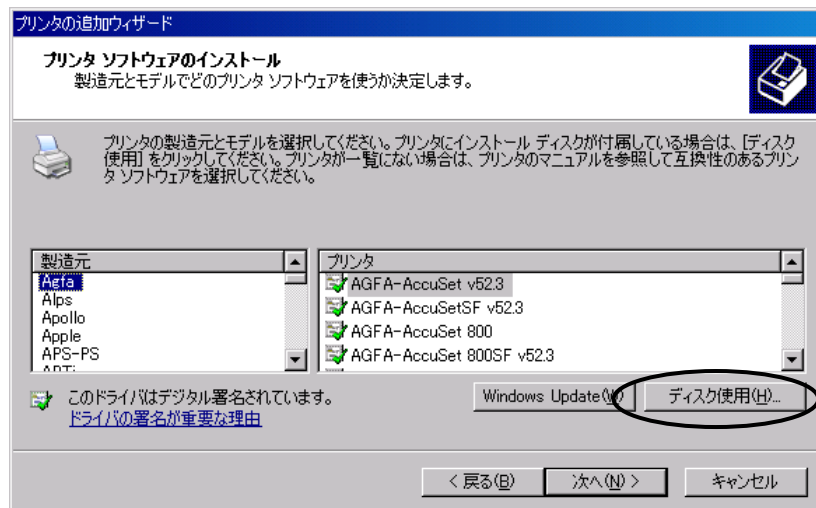 プリンタの追加ウィザード
プリンタ ソフトウェアのインストール
製造元とモデルでどのプリンタ ソフトウェアを使うか決定します。
プリンタの製造元とモデルを選択してください。プリンタにインストール ディスクが付属している場合は、[ディスク
使用] をクリックしてください。プリンタが一覧にない場合は、プリンタのマニュアルを参照して互換性のあるプリン
タ ソフトウェアを選択してください。
製造元
Agfa
Alps
Apollo
Apple
APS-PS
プリンタ
AGFA-AccuSet v52.3
AGFA-AccuSetSF v52.3
AGFA-AccuSet 800
AGFA-AccuSet 800SF v52.3
このドライバはデジタル署名されています。
ドライバの署名が重要な理由
Windows Update(W)
ディスク使用(H)...
< 戻る(B)
次へ(N) >
キャンセル